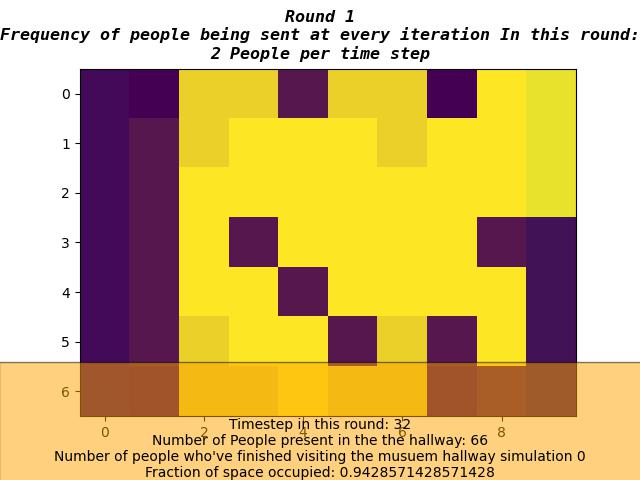 Round 1
Frequency of people being sent at every iteration In this round:
2 People per time step
0
1
2
3
4
5
6
0 2 4 6 8
Timestep in this round: 32
Number of People present in the the hallway: 66
Number of people who've finished visiting the musuem hallway simulation 0
Fraction of space occupied: 0.9428571428571428